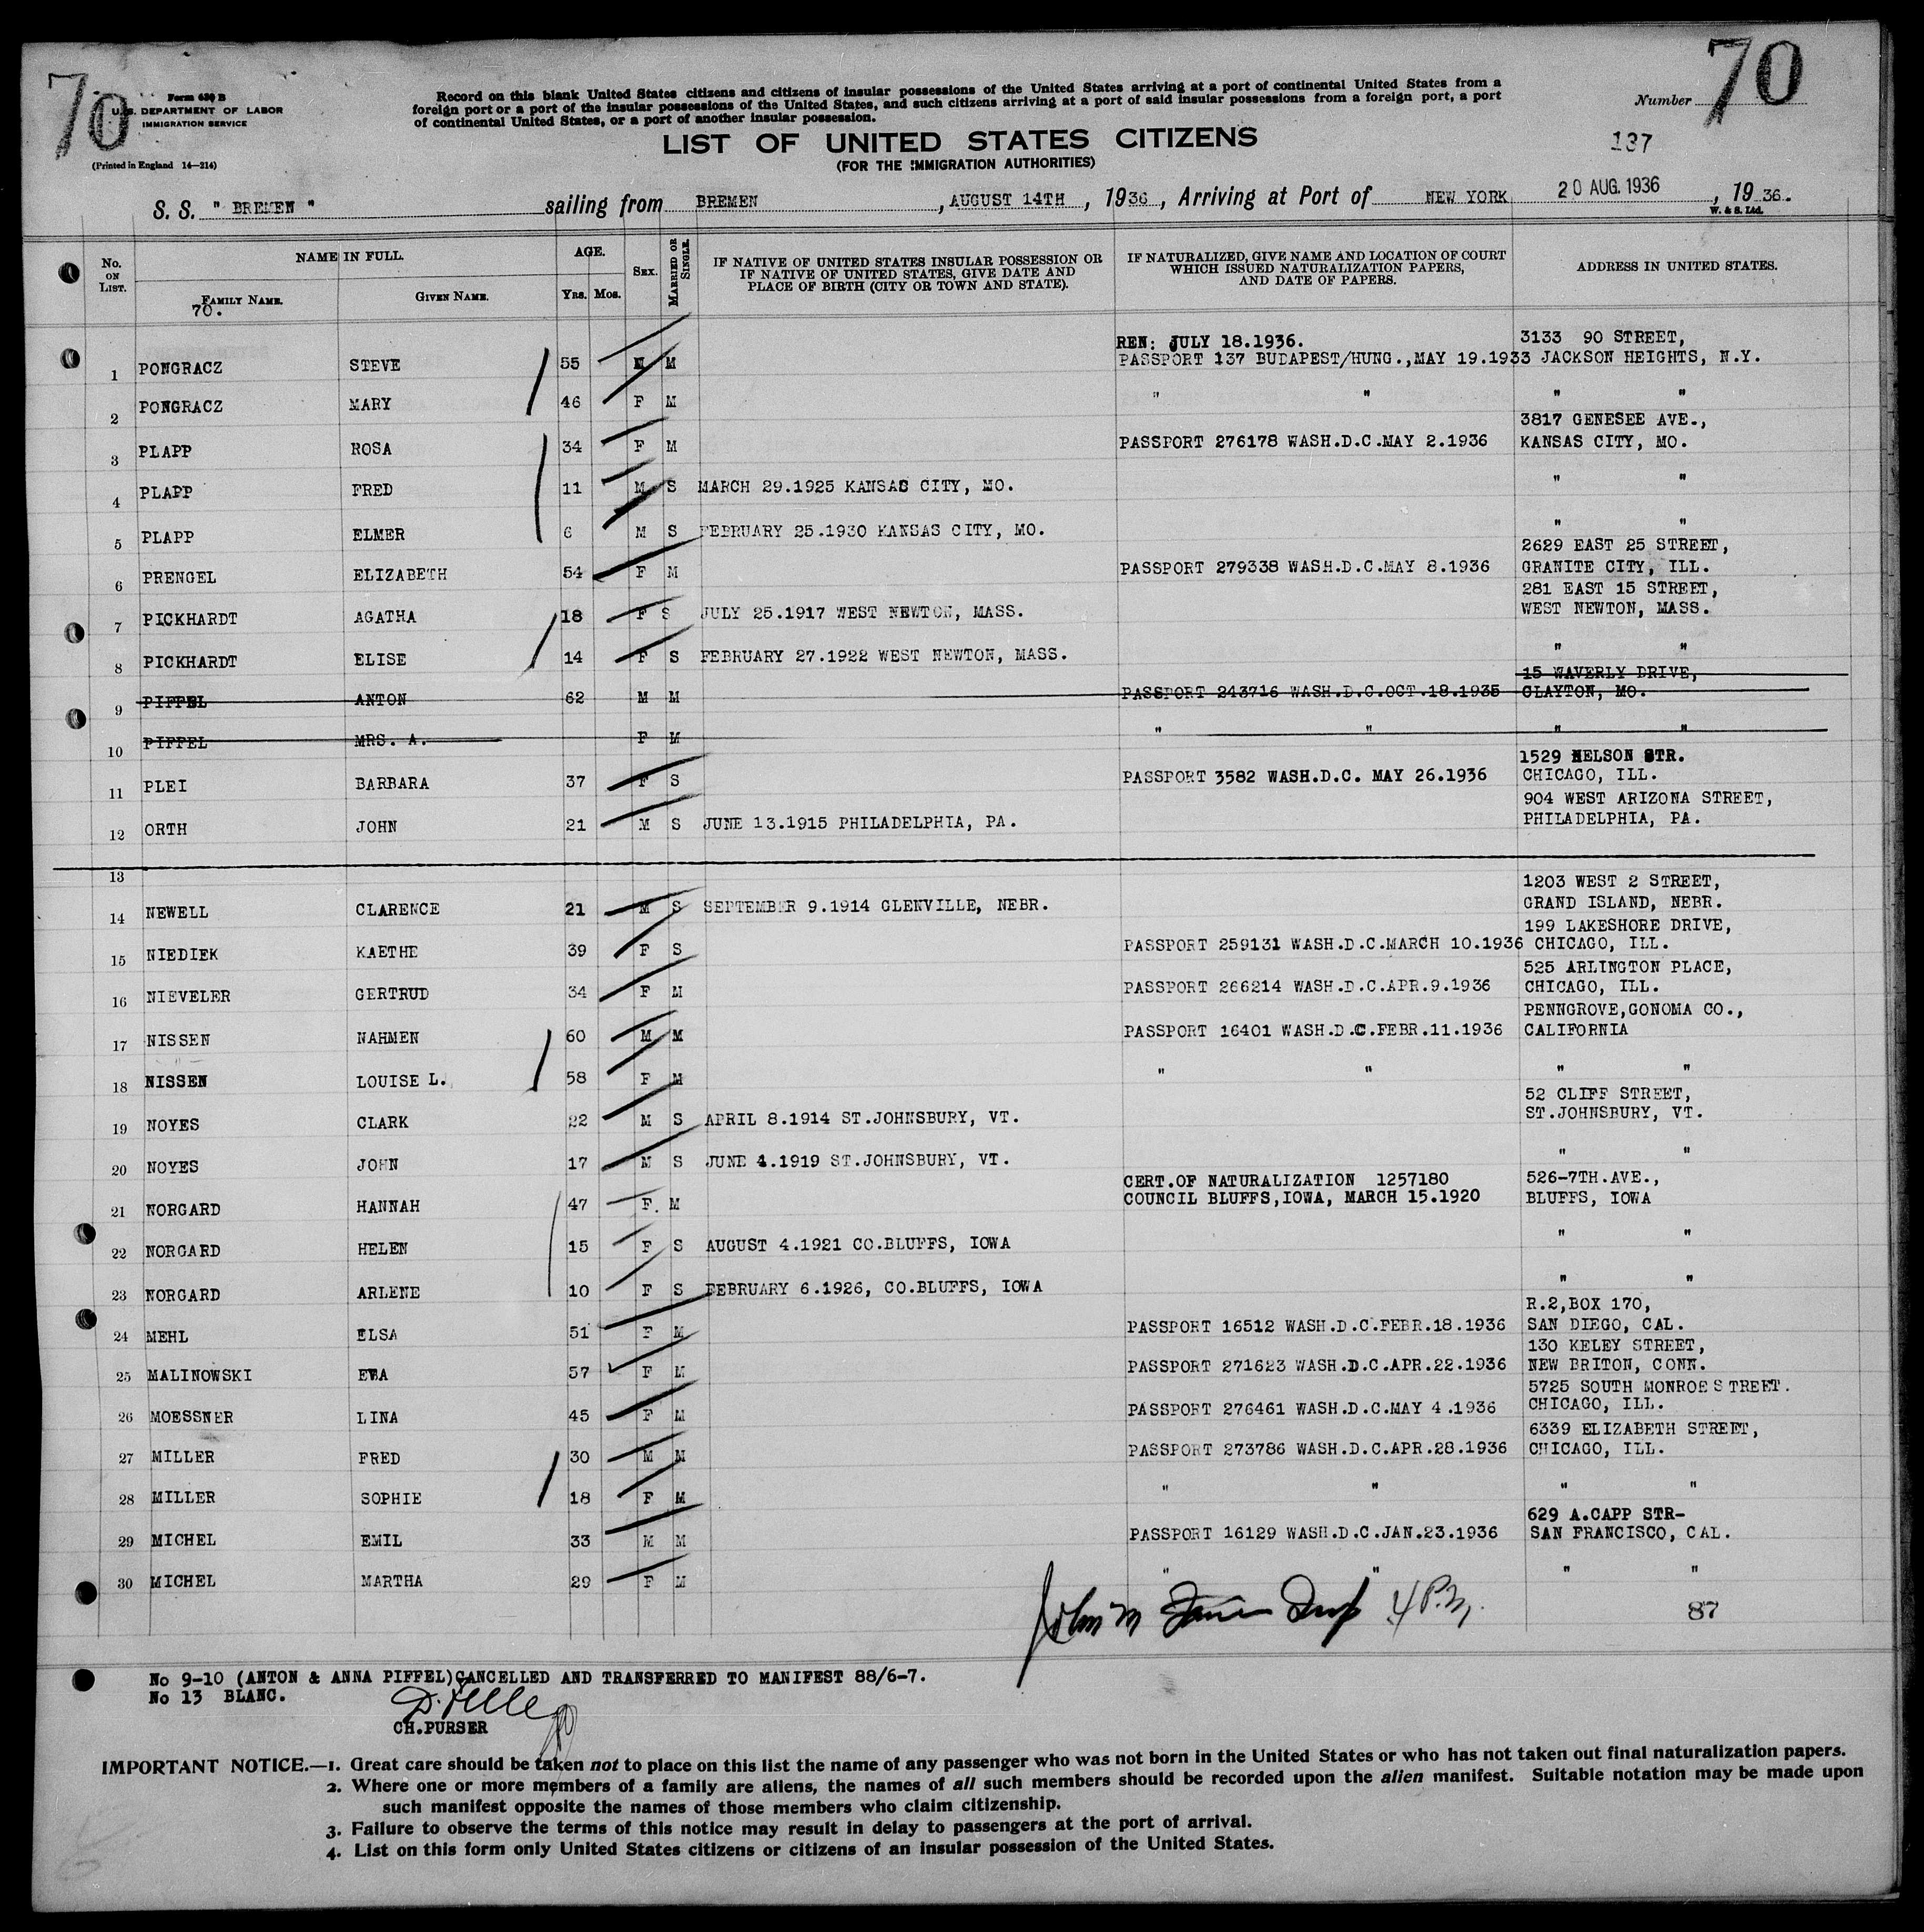 70
Form 630 B
U.S. DEPARTMENT OF LABOR
IMMIGRATION SERVICE
(Printed in England 14—214)
Record on this blank United States citizens and citizens of insular possessions of the United States arriving at a port of continental United States from a
foreign port or a port of the insular possessions of the United States, and such citizens arriving at a port of said insular possessions from a foreign port, a port
of continental United States, or a port of another insular possession.
LIST OF UNITED STATES CITIZENS
(FOR THE IMMIGRATION AUTHORITIES)
Number 70
137
S. S. " BREMEN " sailing from BREMEN , AUGUST 14TH , 1936 , Arriving at Port of NEW YORK 20 AUG. 1936 , 1936.
W. & S. Ltd.
No. ON LIST. NAME IN FULL. AGE. SEX. MARRIED OR SINGLE. IF NATIVE OF UNITED STATES INSULAR POSSESSION OR IF NATIVE OF UNITED STATES, GIVE DATE AND PLACE OF BIRTH (CITY OR TOWN AND STATE). IF NATURALIZED, GIVE NAME AND LOCATION OF COURT WHICH ISSUED NATURALIZATION PAPERS, AND DATE OF PAPERS. ADDRESS IN UNITED STATES.
FAMILY NAME. GIVEN NAME. YRS. MOS.
70.
REN: JULY 18.1936. 3133 90 STREET,
1 PONGRACZ STEVE 55 M M PASSPORT 137 BUDAPEST/HUNG.,MAY 19.1933 JACKSON HEIGHTS, N.Y.
2 PONGRACZ MARY 46 F M " " " "
3817 GENESEE AVE.,
3 PLAPP ROSA 34 F M PASSPORT 276178 WASH.D.C.MAY 2.1936 KANSAS CITY, MO.
4 PLAPP FRED 11 M S MARCH 29.1925 KANSAS CITY, MO. " "
5 PLAPP ELMER 6 M S FEBRUARY 25.1930 KANSAS CITY, MO. " "
2629 EAST 25 STREET,
6 PRENGEL ELIZABETH 54 F M PASSPORT 279338 WASH.D.C.MAY 8.1936 GRANITE CITY, ILL.
281 EAST 15 STREET,
7 PICKHARDT AGATHA 18 F S JULY 25.1917 WEST NEWTON, MASS. WEST NEWTON, MASS.
8 PICKHARDT ELISE 14 F S FEBRUARY 27.1922 WEST NEWTON, MASS. " "
15 WAVERLY DRIVE,
9 PIFFEL ANTON 62 M M PASSPORT 243716 WASH.D.C.OCT.18.1935 CLAYTON, MO.
10 PIFFEL MRS. A. F M " " " "
1529 NELSON STR.
11 PLEI BARBARA 37 F S PASSPORT 3582 WASH.D.C. MAY 26.1936 CHICAGO, ILL.
904 WEST ARIZONA STREET,
12 ORTH JOHN 21 M S JUNE 13.1915 PHILADELPHIA, PA. PHILADELPHIA, PA.
13
1203 WEST 2 STREET,
14 NEWELL CLARENCE 21 M S SEPTEMBER 9.1914 GLENVILLE, NEBR. GRAND ISLAND, NEBR.
199 LAKESHORE DRIVE,
15 NIEDIEK KAETHE 39 F S PASSPORT 259131 WASH.D.C.MARCH 10.1936 CHICAGO, ILL.
525 ARLINGTON PLACE,
16 NIEVELER GERTRUD 34 F M PASSPORT 266214 WASH.D.C.APR.9.1936 CHICAGO, ILL.
PENNGROVE,GONOMA CO.,
17 NISSEN NAHMEN 60 M M PASSPORT 16401 WASH.D.C.FEBR.11.1936 CALIFORNIA
18 NISSEN LOUISE L. 58 F M " " " "
52 CLIFF STREET,
19 NOYES CLARK 22 M S APRIL 8.1914 ST.JOHNSBURY, VT. ST.JOHNSBURY, VT.
20 NOYES JOHN 17 M S JUNE 4.1919 ST.JOHNSBURY, VT. " "
CERT.OF NATURALIZATION 1257180 526-7TH.AVE.,
21 NORGARD HANNAH 47 F. M COUNCIL BLUFFS,IOWA, MARCH 15.1920 BLUFFS, IOWA
22 NORGARD HELEN 15 F S AUGUST 4.1921 CO.BLUFFS, IOWA " "
23 NORGARD ARLENE 10 F S FEBRUARY 6.1926, CO.BLUFFS, IOWA " "
R.2,BOX 170,
24 MEHL ELSA 51 F M PASSPORT 16512 WASH.D.C.FEBR.18.1936 SAN DIEGO, CAL.
130 KELEY STREET,
25 MALINOWSKI EWA 57 F M PASSPORT 271623 WASH.D.C.APR.22.1936 NEW BRITON, CONN.
5725 SOUTH MONROE STREET.
26 MOESSNER LINA 45 F M PASSPORT 276461 WASH.D.C.MAY 4.1936 CHICAGO, ILL.
6339 ELIZABETH STREET,
27 MILLER FRED 30 M M PASSPORT 273786 WASH.D.C.APR.28.1936 CHICAGO, ILL.
28 MILLER SOPHIE 18 F M " " " "
629 A.CAPP STR-
29 MICHEL EMIL 33 M M PASSPORT 16129 WASH.D.C.JAN.23.1936 SAN FRANCISCO, CAL.
30 MICHEL MARTHA 29 F M " " " "
John M 4 P.M.
87
No 9-10 (ANTON & ANNA PIFFEL)CANCELLED AND TRANSFERRED TO MANIFEST 88/6-7.
No 13 BLANC.
CH.PURSER
IMPORTANT NOTICE.—1. Great care should be taken not to place on this list the name of any passenger who was not born in the United States or who has not taken out final naturalization papers.
2. Where one or more members of a family are aliens, the names of all such members should be recorded upon the alien manifest. Suitable notation may be made upon
such manifest opposite the names of those members who claim citizenship.
3. Failure to observe the terms of this notice may result in delay to passengers at the port of arrival.
4. List on this form only United States citizens or citizens of an insular possession of the United States.